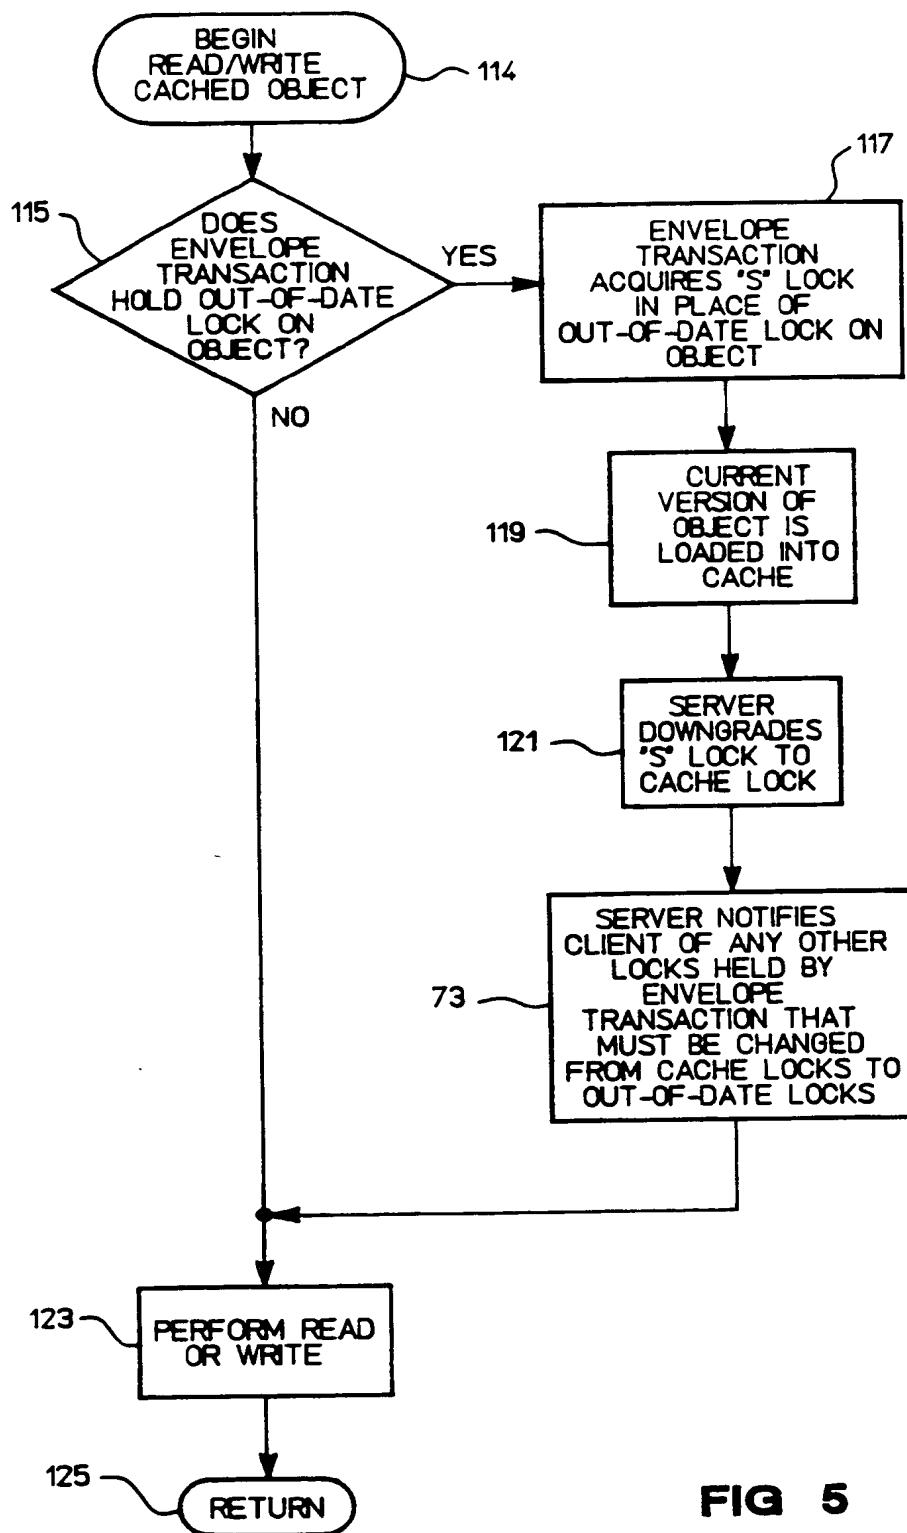 BEGIN
READ/WRITE
CACHED OBJECT
114
115
DOES
ENVELOPE
TRANSACTION
HOLD OUT-OF-DATE
LOCK ON
OBJECT?
YES
NO
117
ENVELOPE
TRANSACTION
ACQUIRES "S" LOCK
IN PLACE OF
OUT-OF-DATE LOCK ON
OBJECT
119
CURRENT
VERSION OF
OBJECT IS
LOADED INTO
CACHE
121
SERVER
DOWNGRADES
"S" LOCK TO
CACHE LOCK
73
SERVER NOTIFIES
CLIENT OF ANY OTHER
LOCKS HELD BY
ENVELOPE
TRANSACTION THAT
MUST BE CHANGED
FROM CACHE LOCKS TO
OUT-OF-DATE LOCKS
123
PERFORM READ
OR WRITE
125
RETURN
FIG 5